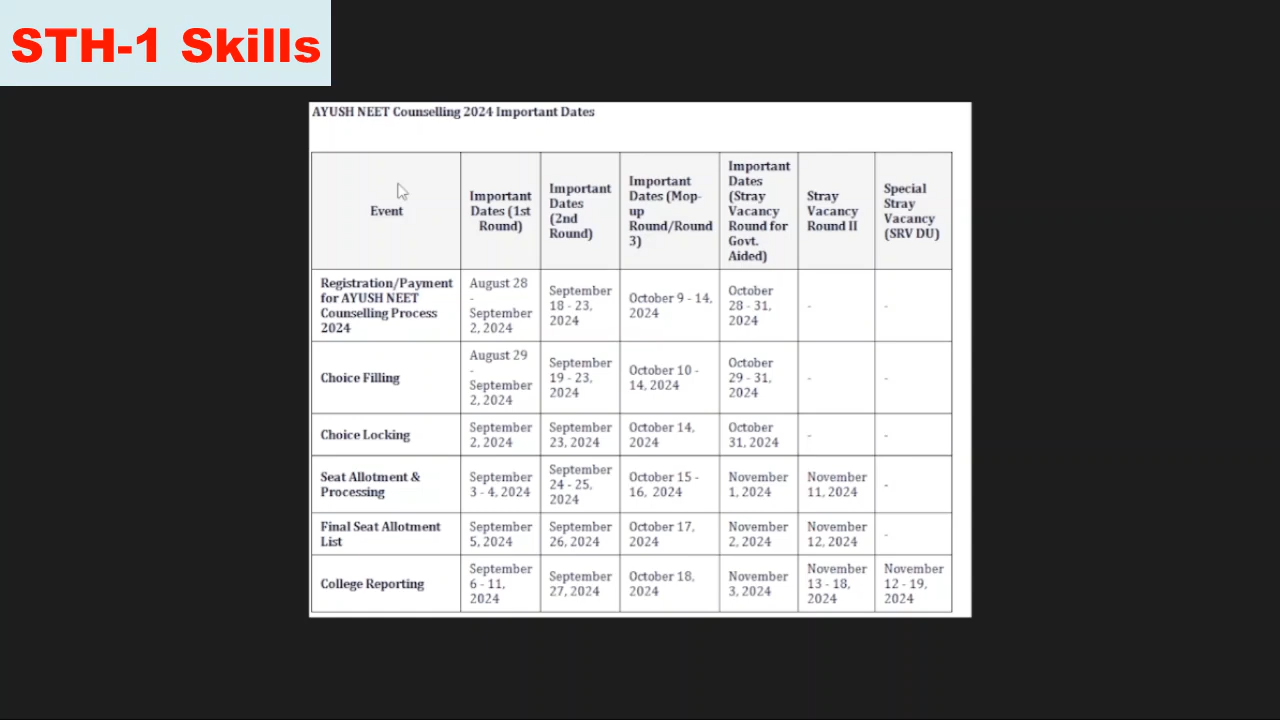 STH-1 Skills
AYUSH NEET Counselling 2024 Important Dates
Event
Important
Dates (1st
Round)
Important
Dates
(2nd
Round)
Important
Dates (Mop-
up
Round/Round
3)
Important
Dates
(Stray
Vacancy
Round for
Govt.
Aided)
Stray
Vacancy
Round II
Special
Stray
Vacancy
(SRV DU)
Registration/Payment
for AYUSH NEET
Counselling Process
2024
August 28
-
September
2, 2024
September
18 - 23,
2024
October 9 - 14,
2024
October
28 - 31,
2024
-
-
Choice Filling
August 29
-
September
2, 2024
September
19 - 23,
2024
October 10 -
14, 2024
October
29 - 31,
2024
-
-
Choice Locking
September
2, 2024
September
23, 2024
October 14,
2024
October
31, 2024
-
-
Seat Allotment &
Processing
September
3 - 4, 2024
September
24 - 25,
2024
October 15 -
16, 2024
November
1, 2024
November
11, 2024
-
Final Seat Allotment
List
September
5, 2024
September
26, 2024
October 17,
2024
November
2, 2024
November
12, 2024
-
College Reporting
September
6 - 11,
2024
September
27, 2024
October 18,
2024
November
3, 2024
November
13 - 18,
2024
November
12 - 19,
2024